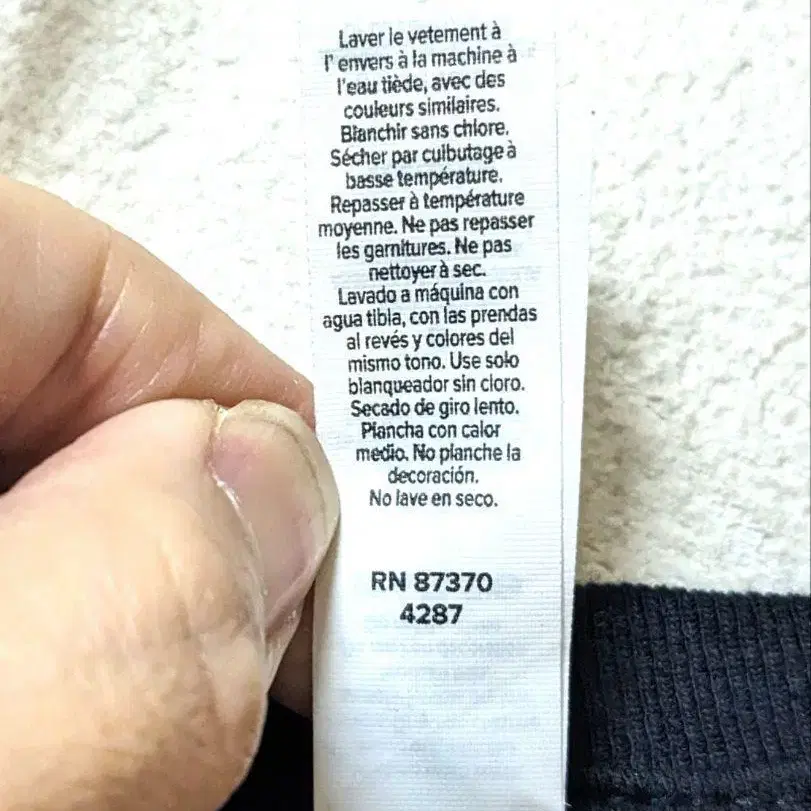 Laver le vetement à
l'envers à la machine à
l'eau tiède, avec des
couleurs similaires.
Blanchir sans chlore.
Sécher par culbutage à
basse température.
Repasser à température
moyenne. Ne pas repasser
les garnitures. Ne pas
nettoyer à sec.
Lavado a máquina con
agua tibla, con las prendas
al revés y colores del
mismo tono. Use solo
blanqueador sin cloro.
Secado de giro lento.
Plancha con calor
medio. No planche la
decoración.
No lave en seco.
RN 87370
4287